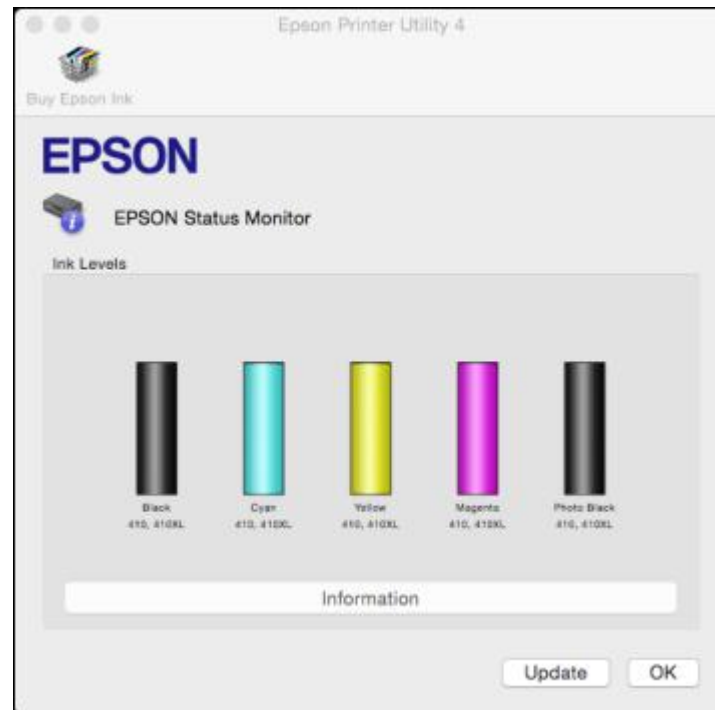 Epson Printer Utility 4
Buy Epson Ink
EPSON
EPSON Status Monitor
Ink Levels
Black Cyan Yellow Magenta Photo Black
410, 410XL 410, 410XL 410, 410XL 410, 410XL 410, 410XL
Information
Update OK